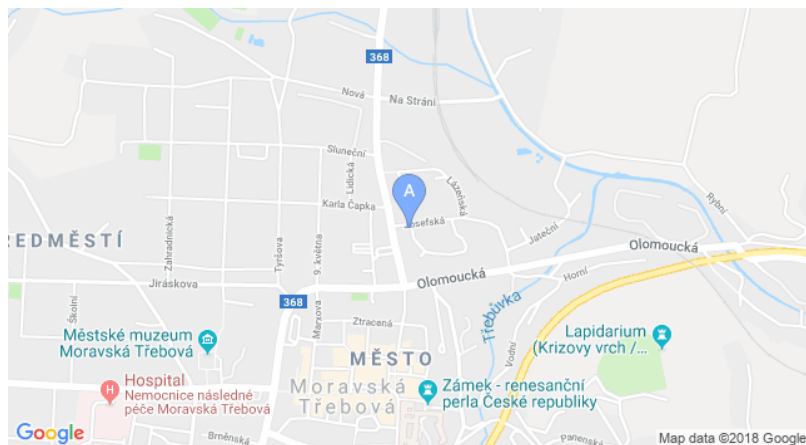 368
Nová
Na Stráni
Sluneční
Lidická
Lázeňská
A
Rybní
Karla Čapka
Josefská
Zahradnická
Jateční
REDMĚSTÍ
Tyršova
9. května
Olomoucká
Jiráskova
Olomoucká
Horní
Školní
368
Marxova
Třebůvka
Ztracená
Městské muzeum
Moravská Třebová
Lapidarium
(Krizovy vrch /...
Vodní
MĚSTO
Hospital
Nemocnice následné
péče Moravská Třebová
Moravská
Třebová
Zámek - renesanční
perla České republiky
Brněnská
Panenská
Google
Map data ©2018 Google